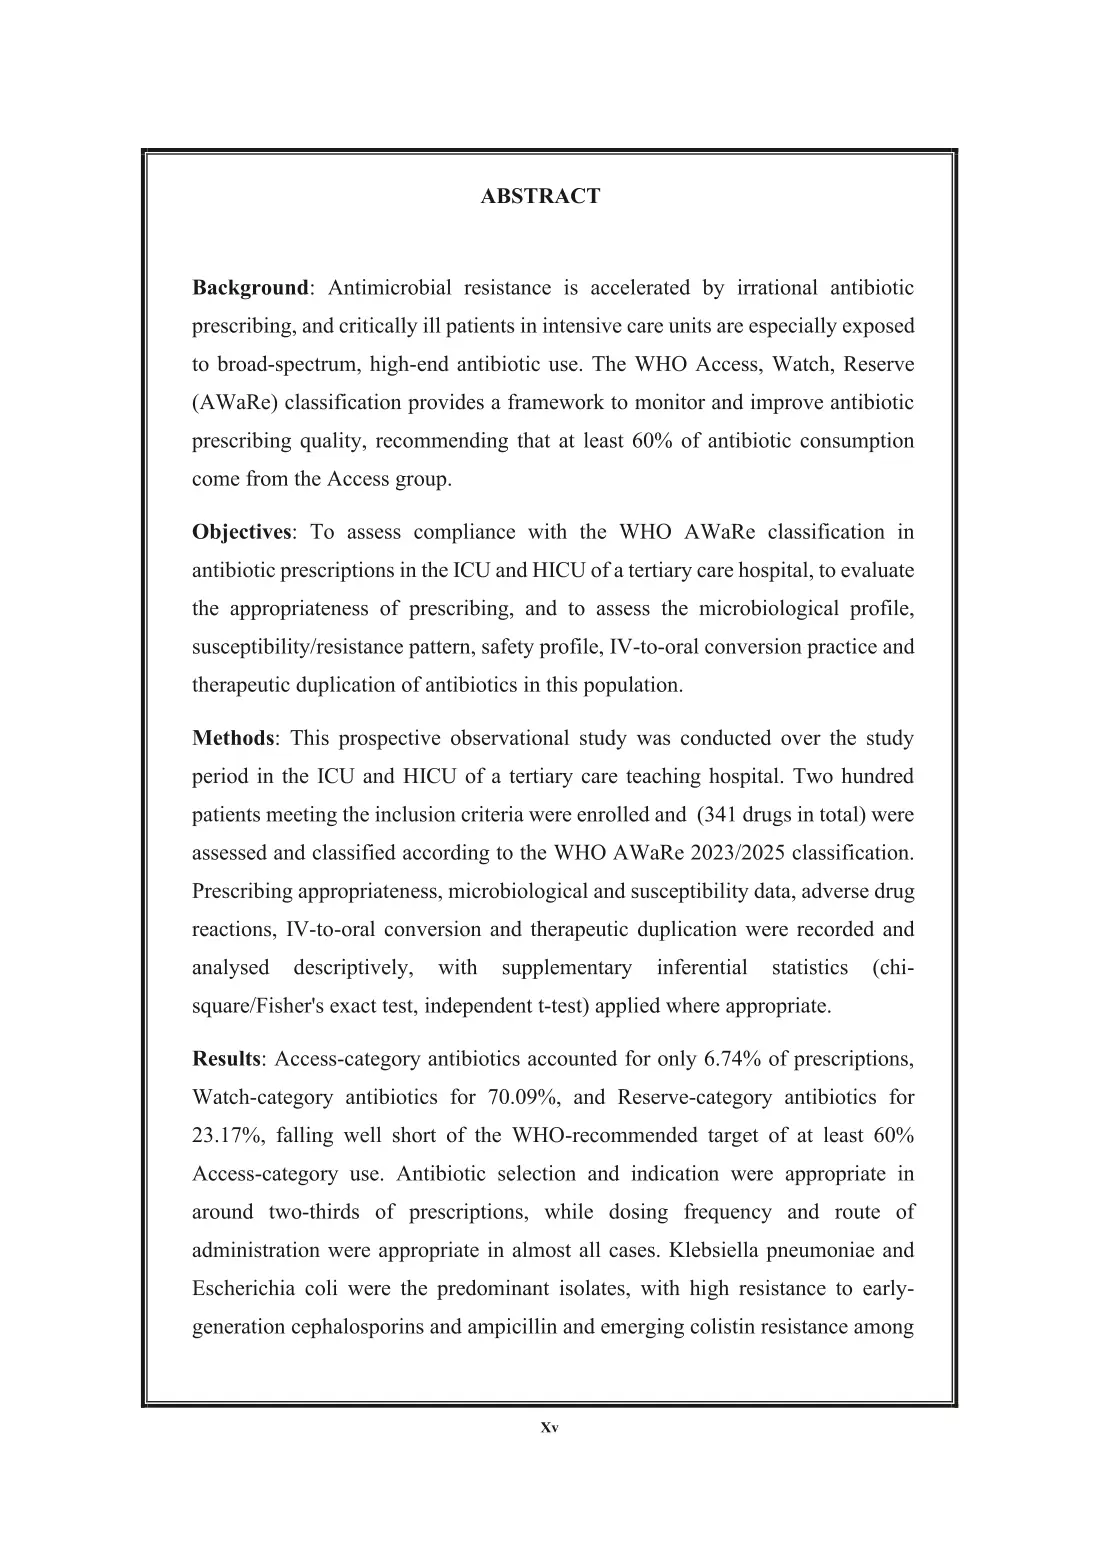 ABSTRACT
Background: Antimicrobial resistance is accelerated by irrational antibiotic
prescribing, and critically ill patients in intensive care units are especially exposed
to broad-spectrum, high-end antibiotic use. The WHO Access, Watch, Reserve
(AWaRe) classification provides a framework to monitor and improve antibiotic
prescribing quality, recommending that at least 60% of antibiotic consumption
come from the Access group.
Objectives: To assess compliance with the WHO AWaRe classification in
antibiotic prescriptions in the ICU and HICU of a tertiary care hospital, to evaluate
the appropriateness of prescribing, and to assess the microbiological profile,
susceptibility/resistance pattern, safety profile, IV-to-oral conversion practice and
therapeutic duplication of antibiotics in this population.
Methods: This prospective observational study was conducted over the study
period in the ICU and HICU of a tertiary care teaching hospital. Two hundred
patients meeting the inclusion criteria were enrolled and (341 drugs in total) were
assessed and classified according to the WHO AWaRe 2023/2025 classification.
Prescribing appropriateness, microbiological and susceptibility data, adverse drug
reactions, IV-to-oral conversion and therapeutic duplication were recorded and
analysed descriptively, with supplementary inferential statistics (chi-
square/Fisher's exact test, independent t-test) applied where appropriate.
Results: Access-category antibiotics accounted for only 6.74% of prescriptions,
Watch-category antibiotics for 70.09%, and Reserve-category antibiotics for
23.17%, falling well short of the WHO-recommended target of at least 60%
Access-category use. Antibiotic selection and indication were appropriate in
around two-thirds of prescriptions, while dosing frequency and route of
administration were appropriate in almost all cases. Klebsiella pneumoniae and
Escherichia coli were the predominant isolates, with high resistance to early-
generation cephalosporins and ampicillin and emerging colistin resistance among
Xv